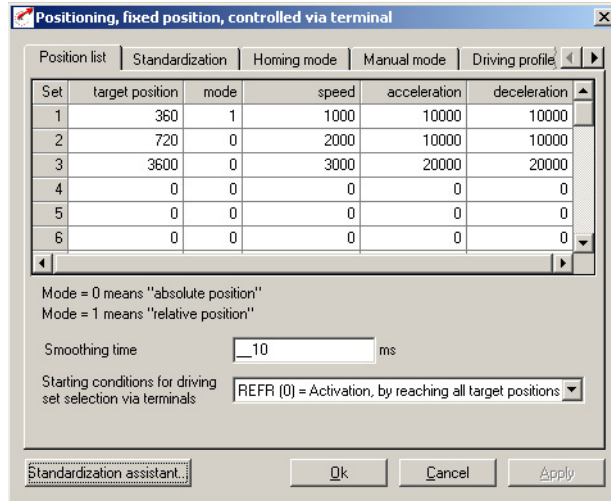 Positioning, fixed position, controlled via terminal
Position list Standardization Homing mode Manual mode Driving profile
Set target position mode speed acceleration deceleration
1 360 1 1000 10000 10000
2 720 0 2000 10000 10000
3 3600 0 3000 20000 20000
4 0 0 0 0 0
5 0 0 0 0 0
6 0 0 0 0 0
Mode = 0 means "absolute position"
Mode = 1 means "relative position"
Smoothing time __10 ms
Starting conditions for driving
set selection via terminals
REFR (0) = Activation, by reaching all target positions
Standardization assistant.. Ok Cancel Apply